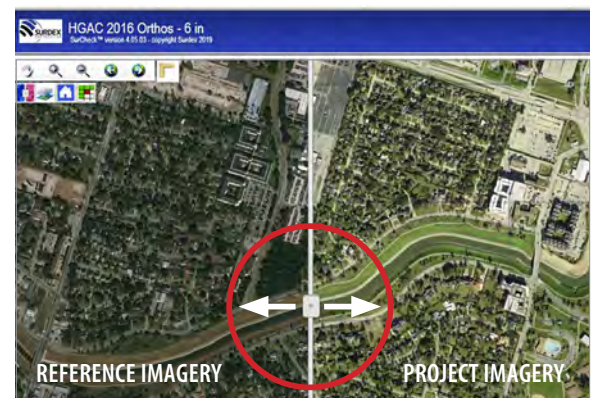 SURDEX
HGAC 2016 Orthos - 6 in
SurCheck™ version 4.05.03 - copyright Surdex 2019
REFERENCE IMAGERY
PROJECT IMAGERY